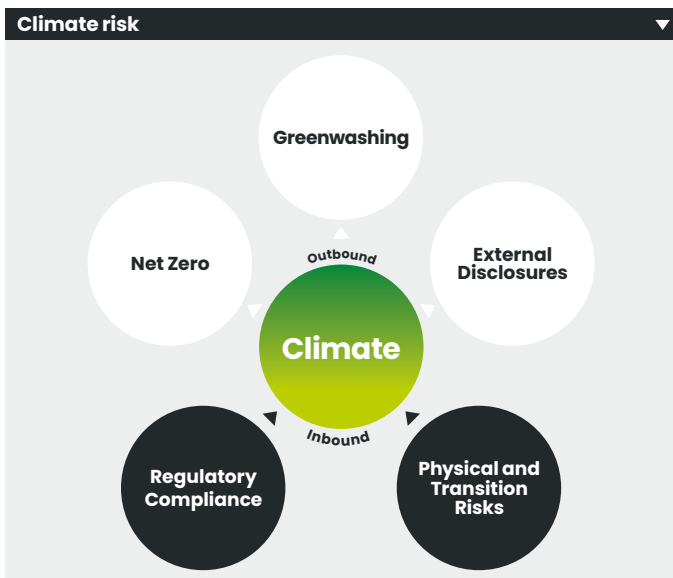 Climate risk
Greenwashing
Net Zero
Outbound
External
Disclosures
Climate
Inbound
Regulatory
Compliance
Physical and
Transition
Risks